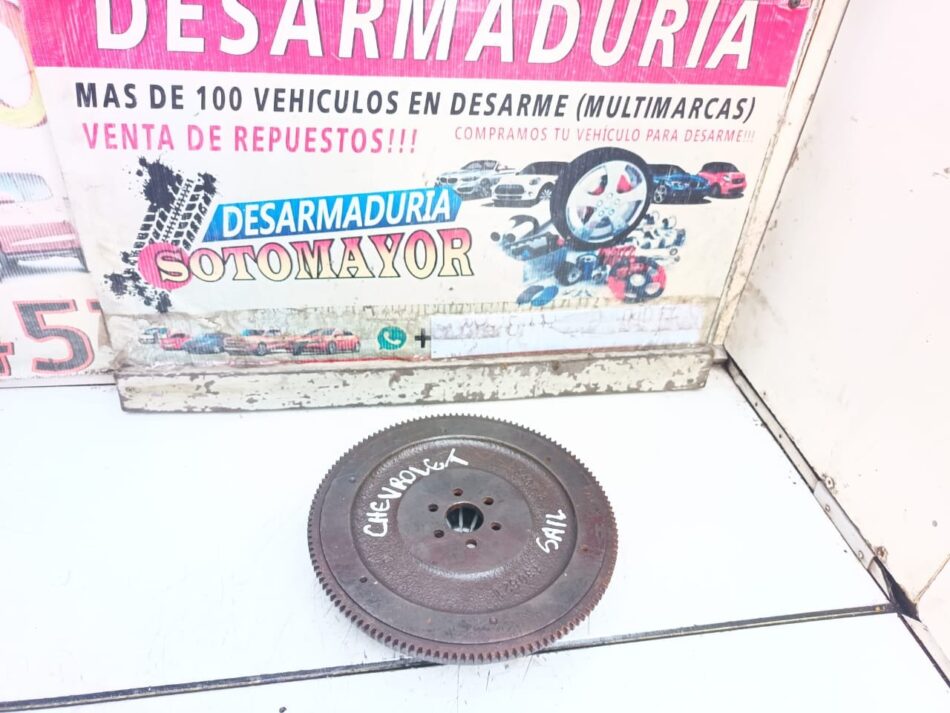 DESARMADURIA
MAS DE 100 VEHICULOS EN DESARME (MULTIMARCAS)
VENTA DE REPUESTOS!!!
COMPRAMOS TU VEHÍCULO PARA DESARME!!!
DESARMADURIA
SOTOMAYOR
+
45
CHEVROLET
SAIL